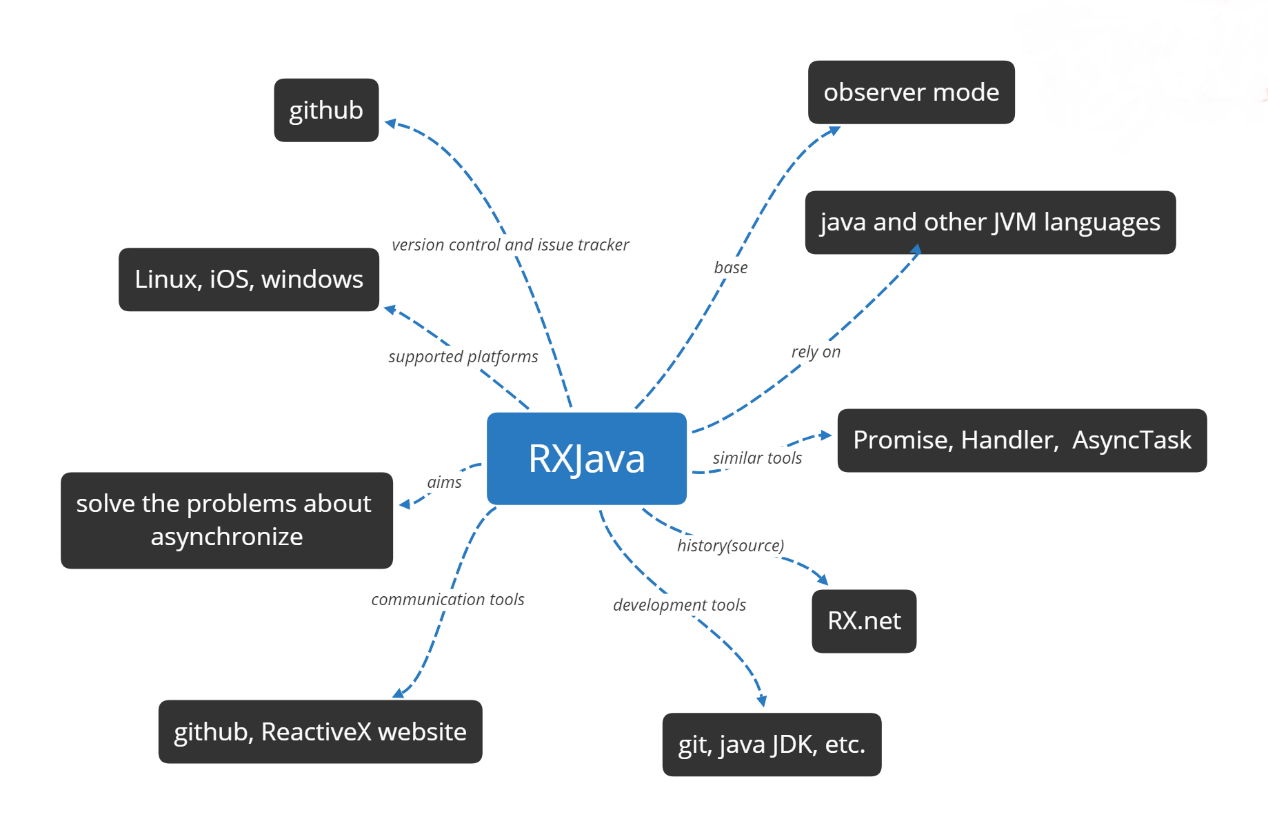 github
observer mode
java and other JVM languages
version control and issue tracker
base
Linux, iOS, windows
supported platforms
rely on
RXJava
Promise, Handler,  AsyncTask
similar tools
aims
solve the problems about
asynchronize
history(source)
communication tools
development tools
RX.net
github, ReactiveX website
git, java JDK, etc.